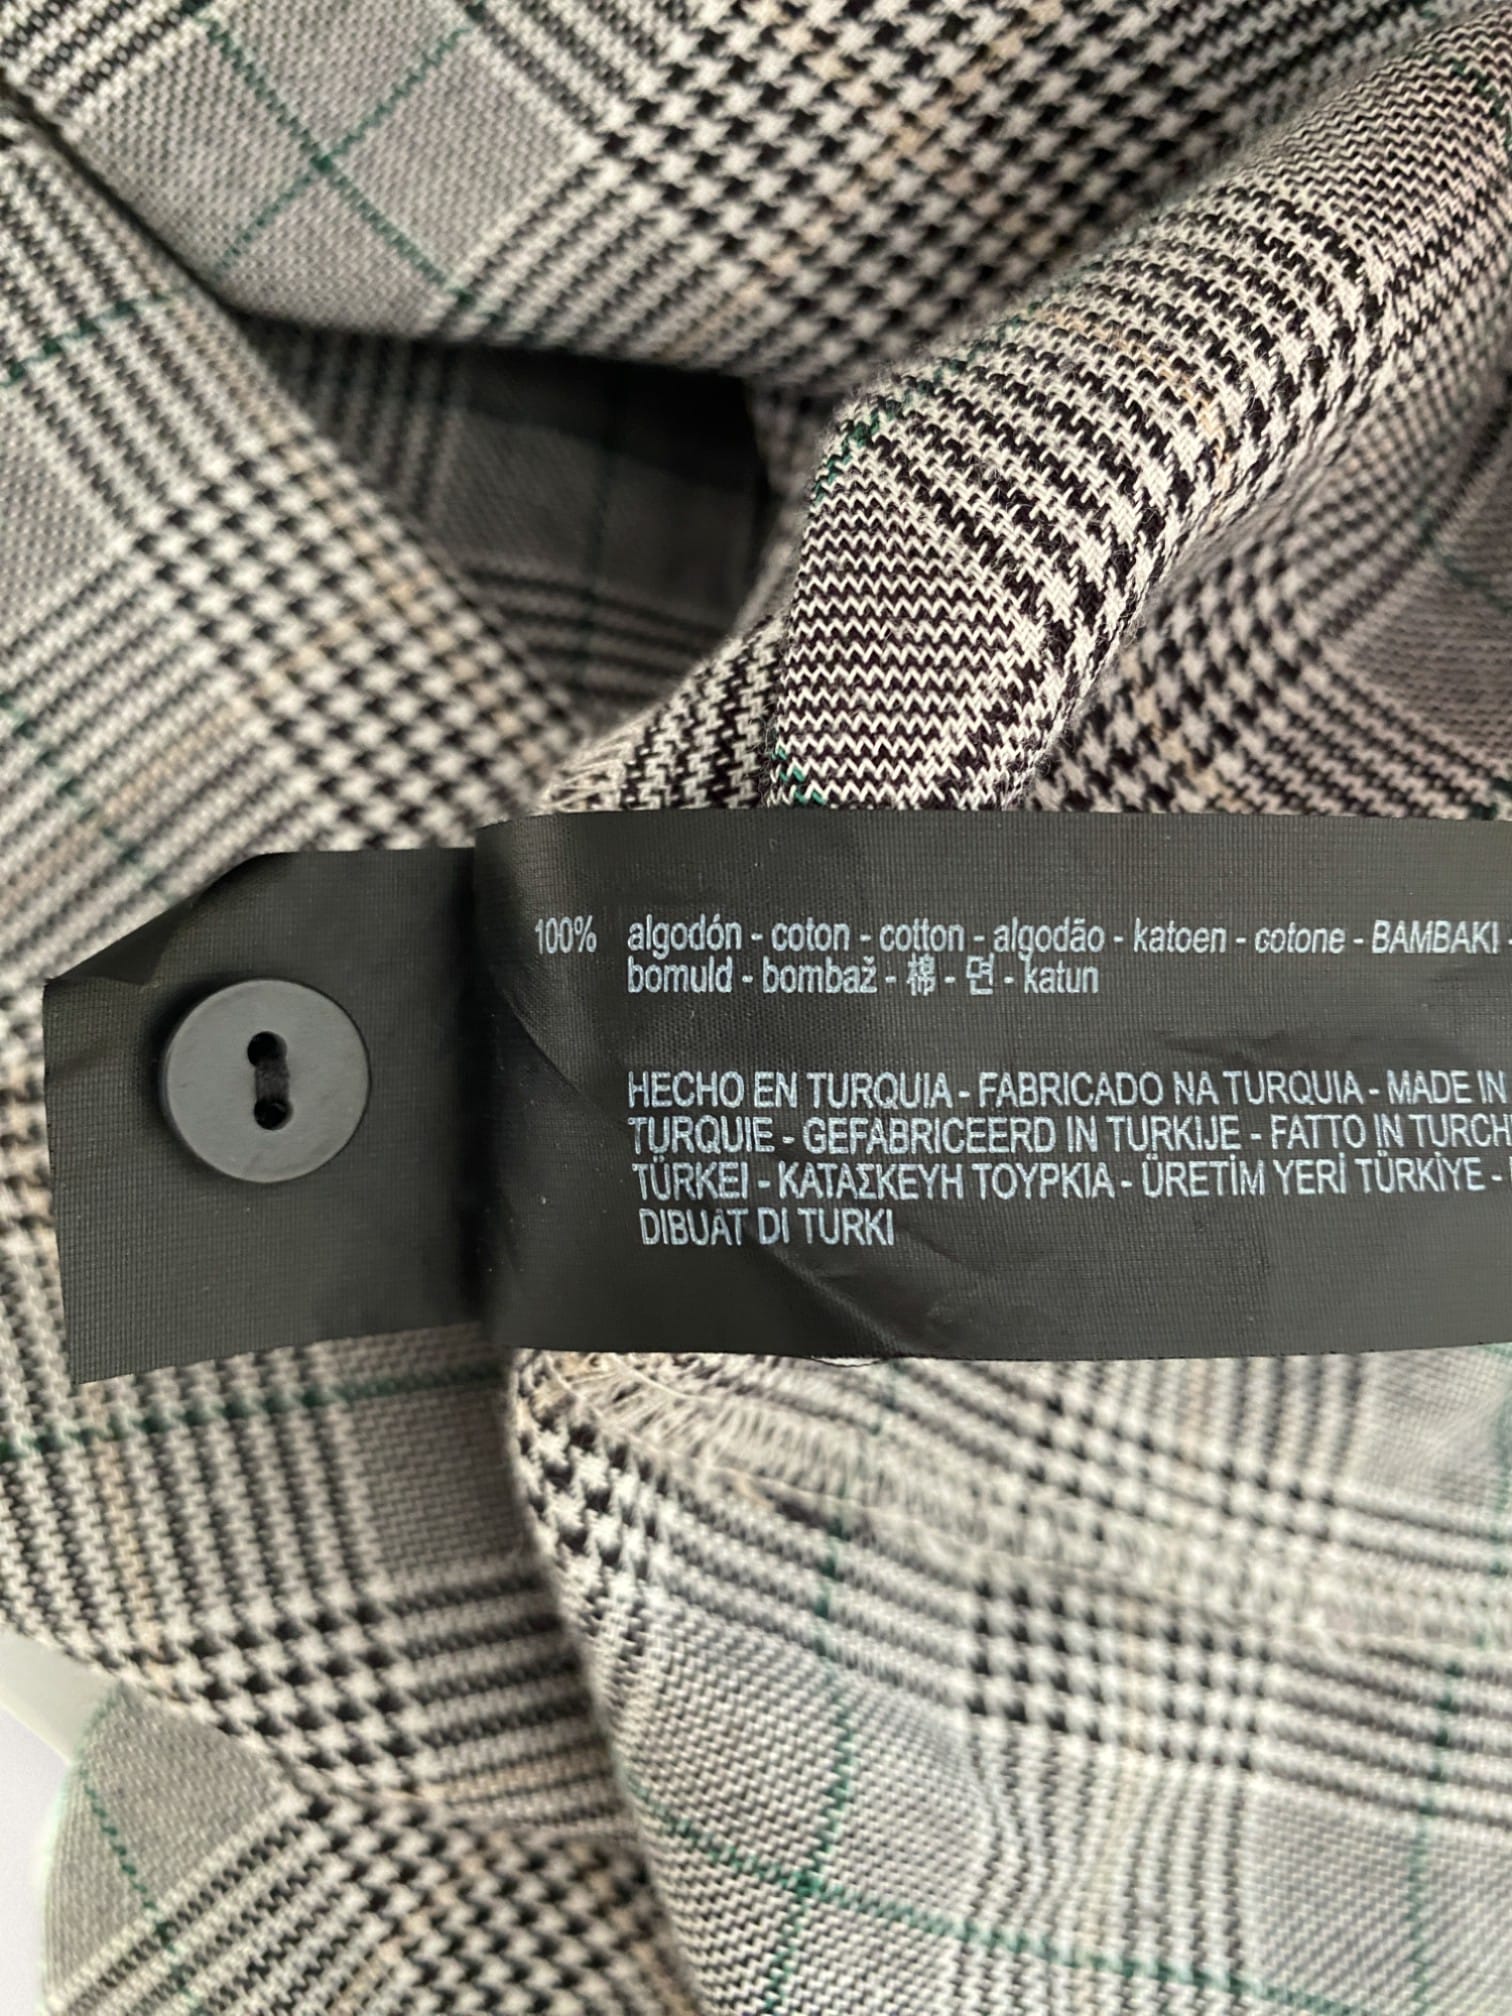 100% algodón - coton - cotton - algodão - katoen - cotone - BAMBAKI
bomuld - bombaž - 棉 - 면 - katun
HECHO EN TURQUIA - FABRICADO NA TURQUIA - MADE IN
TURQUIE - GEFABRICEERD IN TURKIJE - FATTO IN TURCH
TÜRKEI - ΚΑΤΑΣΚΕΥΗ ΤΟΥΡΚΙΑ - ÜRETİM YERİ TÜRKİYE -
DIBUAT DI TURKI